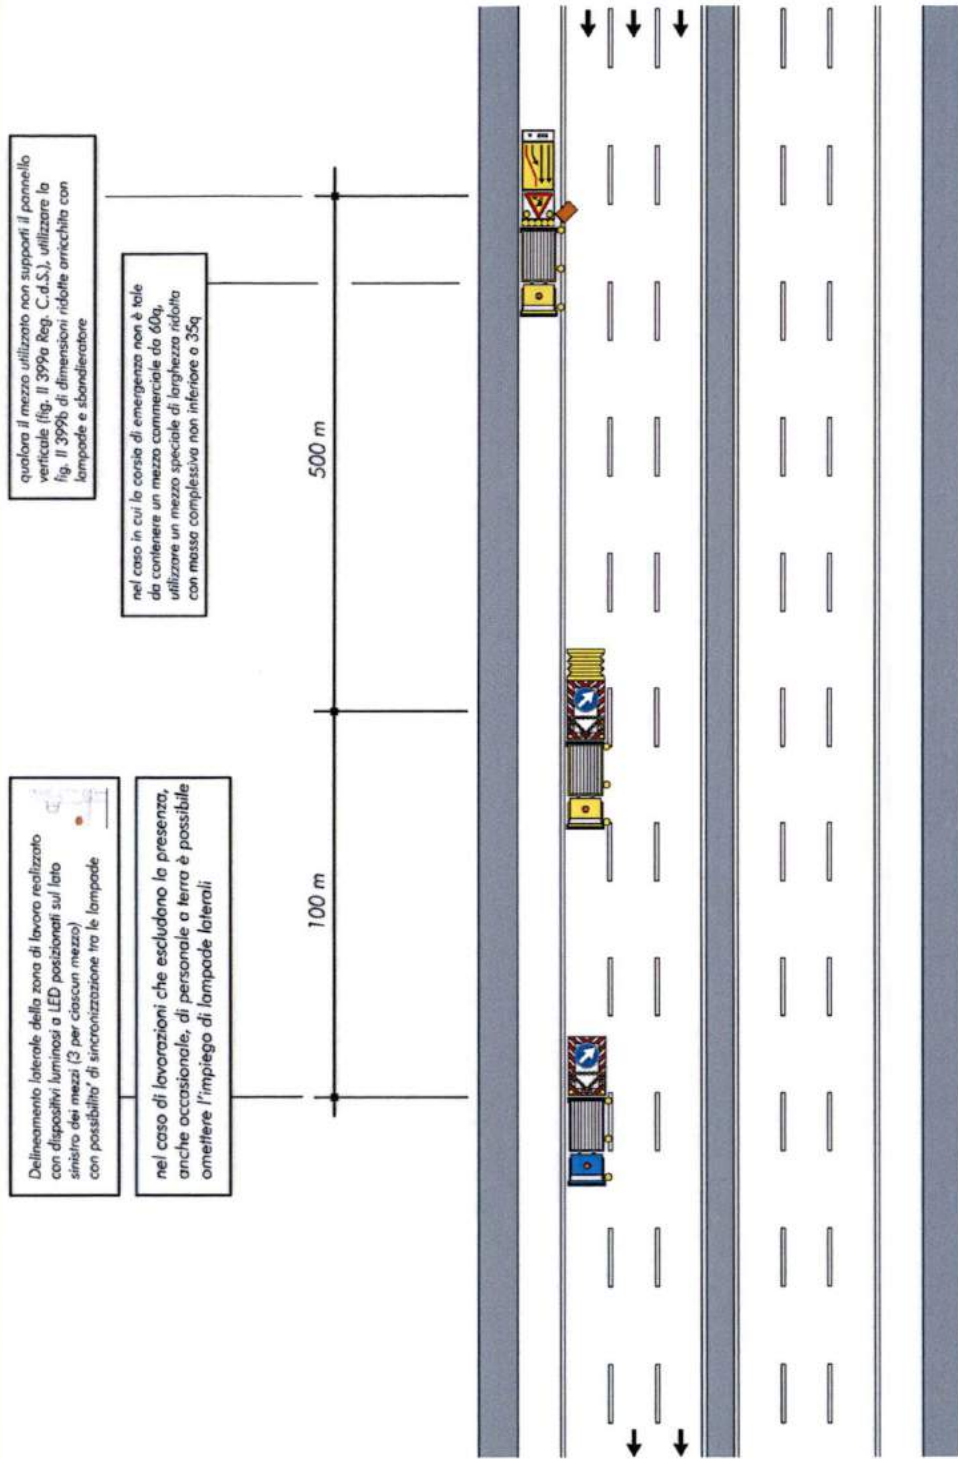 qualora il mezzo utilizzato non supporti il pannello
verticale (fig. II 399a Reg. C.d.S.), utilizzare la
fig. II 399b di dimensioni ridotte arricchita con
lampade e sbandieratore
nel caso in cui la corsia di emergenza non è tale
da contenere un mezzo commerciale da 60q,
utilizzare un mezzo speciale di larghezza ridotta
con massa complessiva non inferiore a 35q
500 m
Delineamento laterale della zona di lavoro realizzato
con dispositivi luminosi a LED posizionati sul lato
sinistro dei mezzi (3 per ciascun mezzo)
con possibilita' di sincronizzazione tra le lampade
nel caso di lavorazioni che escludono la presenza,
anche occasionale, di personale a terra è possibile
omettere l'impiego di lampade laterali
100 m